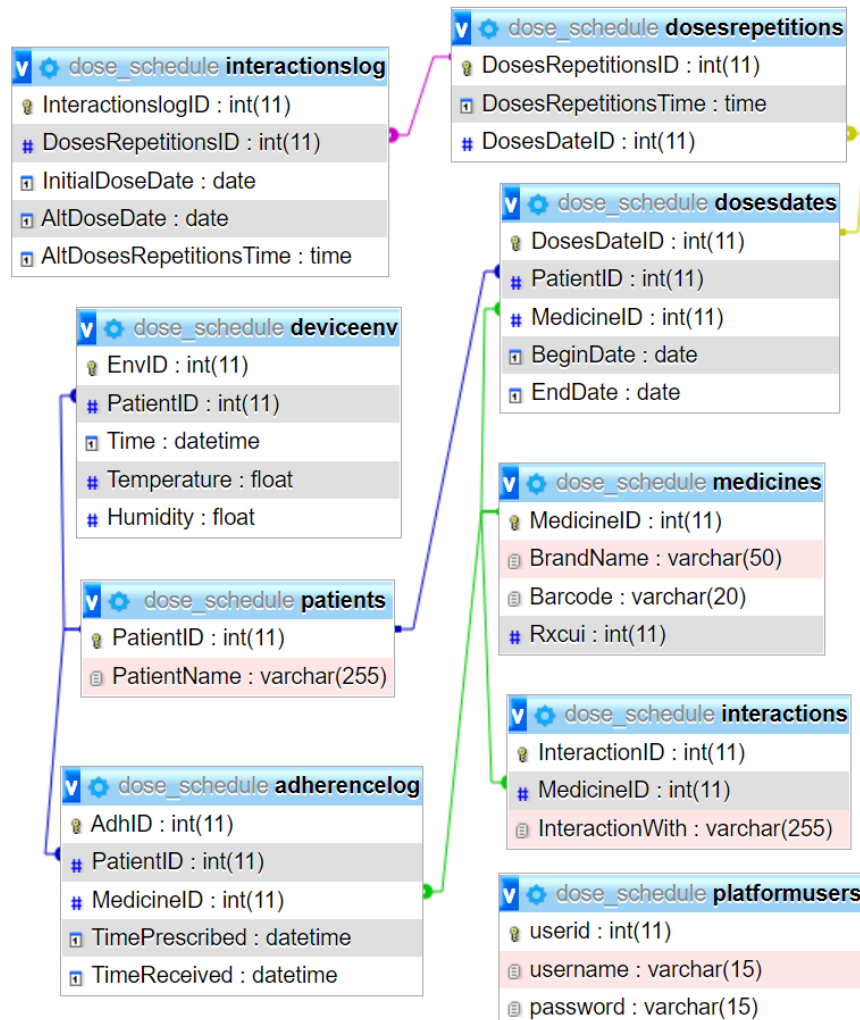 dose_schedule interactionslog
InteractionslogID : int(11)
DosesRepetitionsID : int(11)
InitialDoseDate : date
AltDoseDate : date
AltDosesRepetitionsTime : time
dose_schedule dosesrepetitions
DosesRepetitionsID : int(11)
DosesRepetitionsTime : time
DosesDateID : int(11)
dose_schedule dosesdates
DosesDateID : int(11)
PatientID : int(11)
MedicineID : int(11)
BeginDate : date
EndDate : date
dose_schedule deviceenv
EnvID : int(11)
PatientID : int(11)
Time : datetime
Temperature : float
Humidity : float
dose_schedule medicines
MedicineID : int(11)
BrandName : varchar(50)
Barcode : varchar(20)
Rxcui : int(11)
dose_schedule patients
PatientID : int(11)
PatientName : varchar(255)
dose_schedule interactions
InteractionID : int(11)
MedicineID : int(11)
InteractionWith : varchar(255)
dose_schedule adherencelog
AdhID : int(11)
PatientID : int(11)
MedicineID : int(11)
TimePrescribed : datetime
TimeReceived : datetime
dose_schedule platformusers
userid : int(11)
username : varchar(15)
password : varchar(15)